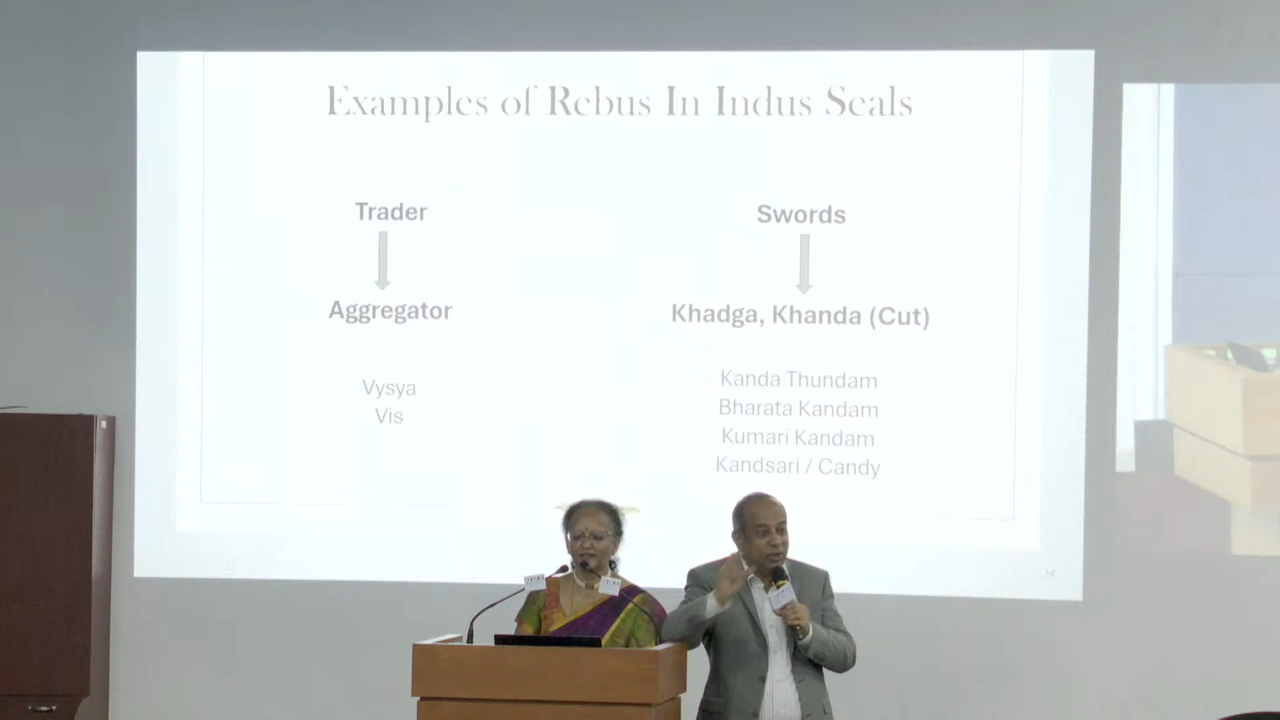 Examples of Rebus In Indus Seals
Trader
Aggregator
Vysya
Vis
Swords
Khadga, Khanda (Cut)
Kanda Thundam
Bharata Kandam
Kumari Kandam
Kandsari / Candy